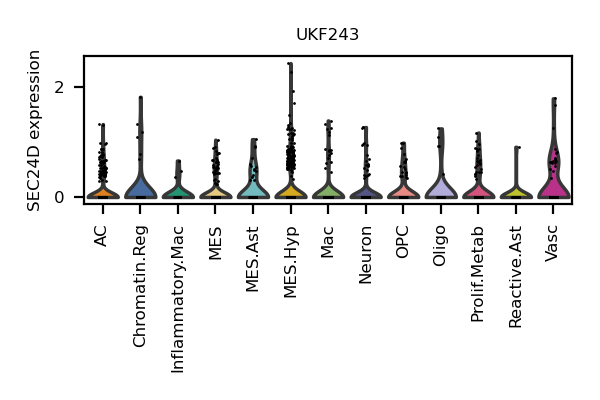 UKF243
SEC24D expression
2
0
AC
Chromatin.Reg
Inflammatory.Mac
MES
MES.Ast
MES.Hyp
Mac
Neuron
OPC
Oligo
Prolif.Metab
Reactive.Ast
Vasc